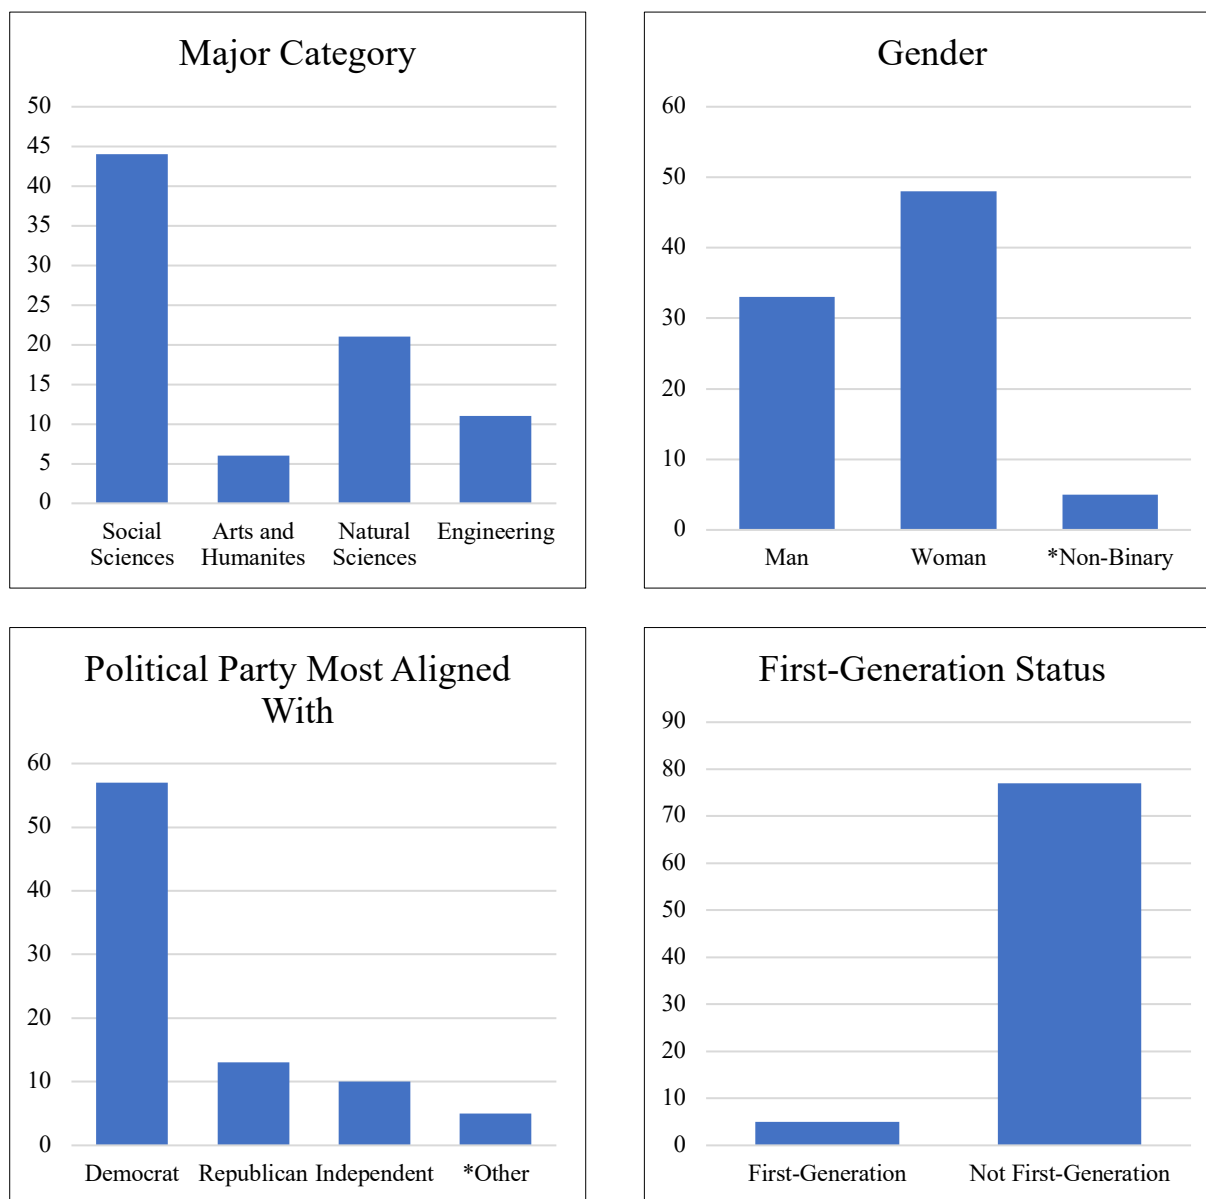 Major Category
50
45
40
35
30
25
20
15
10
5
0
Social Sciences
Arts and Humanites
Natural Sciences
Engineering
Gender
60
50
40
30
20
10
0
Man
Woman
*Non-Binary
Political Party Most Aligned
With
60
50
40
30
20
10
0
Democrat
Republican
Independent
*Other
First-Generation Status
90
80
70
60
50
40
30
20
10
0
First-Generation
Not First-Generation